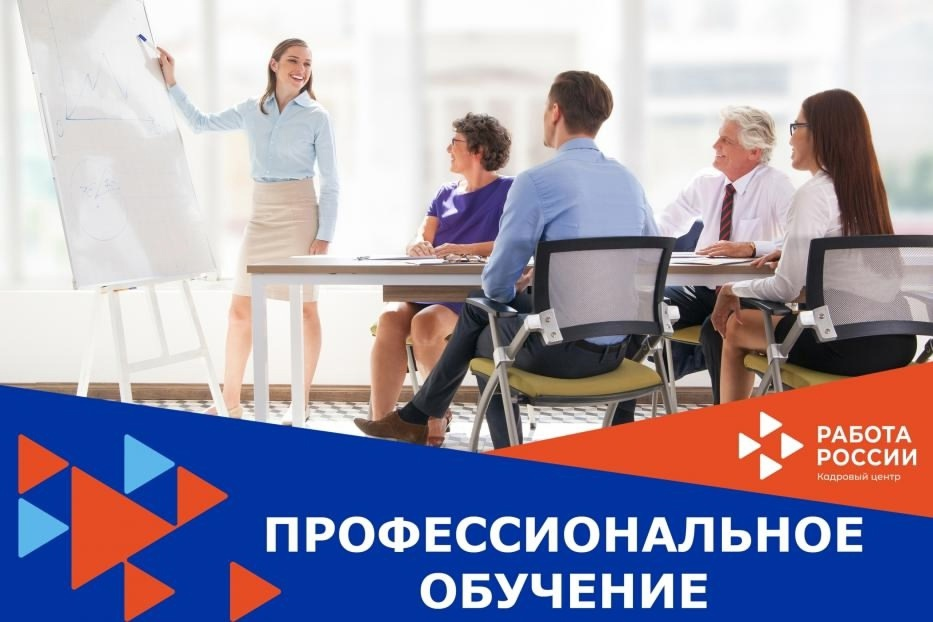 РАБОТА
РОССИИ
Кадровый центр
ПРОФЕССИОНАЛЬНОЕ
ОБУЧЕНИЕ